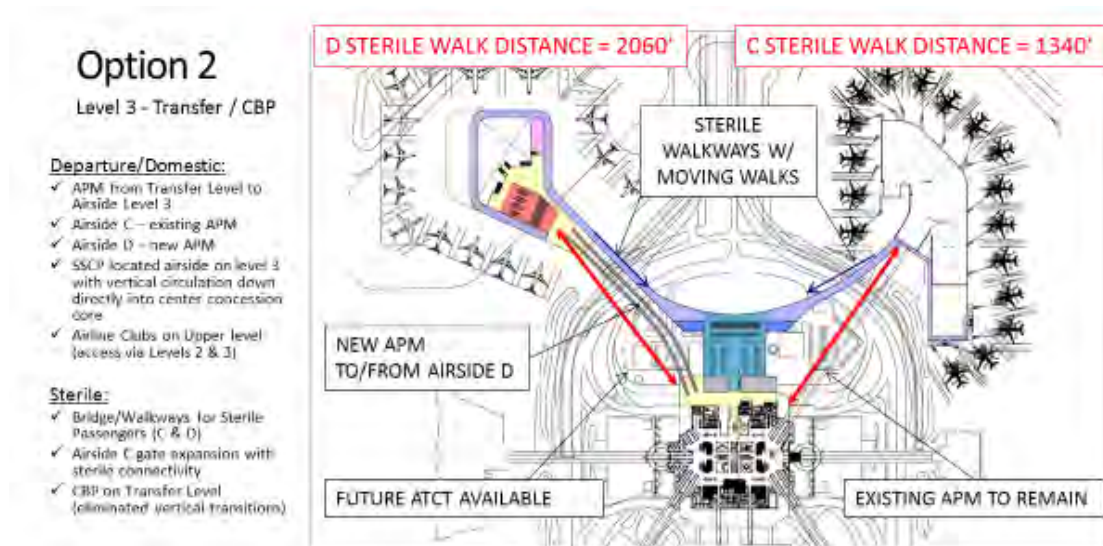 Option 2
Level 3 - Transfer / CBP
Departure/Domestic:
✓ APM from Transfer Level to
Airside Level 3
✓ Airside C – existing APM
✓ Airside D – new APM
✓ SSCP located airside on level 3
with vertical circulation down
directly into center concession
core
✓ Airline Clubs on Upper level
(access via Levels 2 & 3)
Sterile:
✓ Bridge/Walkways for Sterile
Passengers (C & D)
✓ Airside C gate expansion with
sterile connectivity
✓ CBP on Transfer Level
(eliminated vertical transitions)
D STERILE WALK DISTANCE = 2060'
C STERILE WALK DISTANCE = 1340'
STERILE
WALKWAYS W/
MOVING WALKS
NEW APM
TO/FROM AIRSIDE D
FUTURE ATCT AVAILABLE
EXISTING APM TO REMAIN